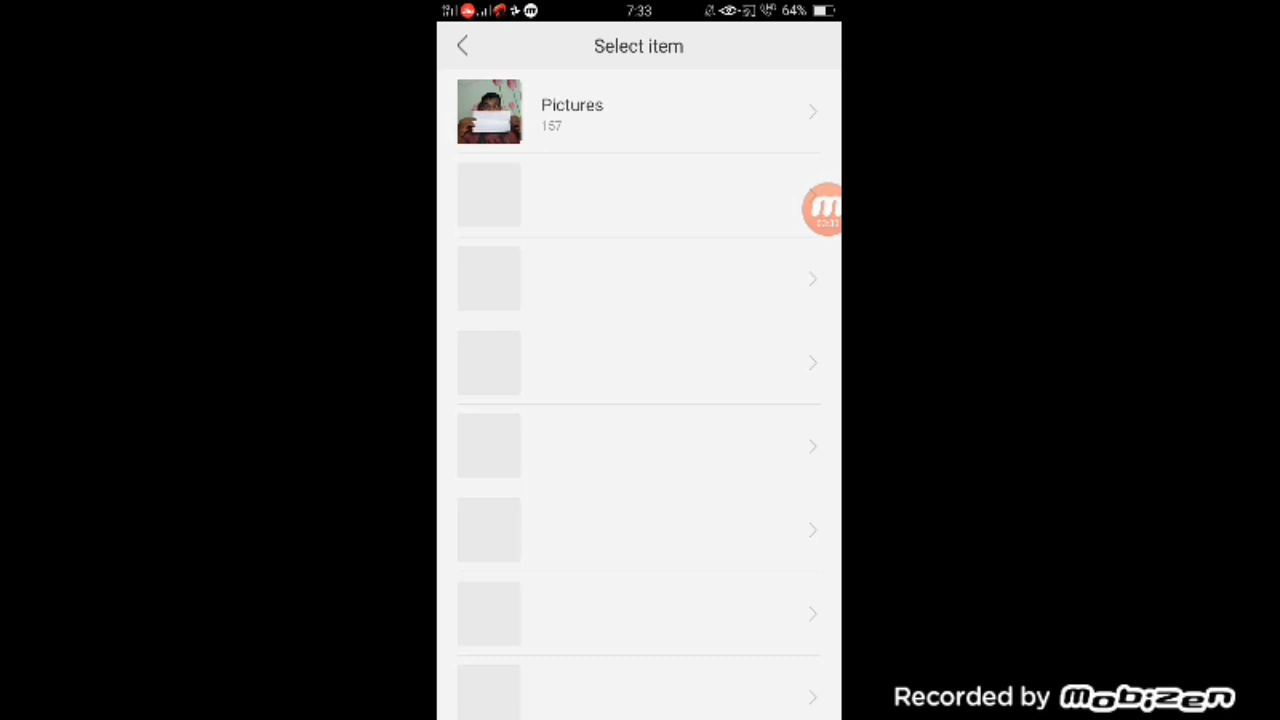 7:33
64%
Select item
Pictures
157
Recorded by mobizen